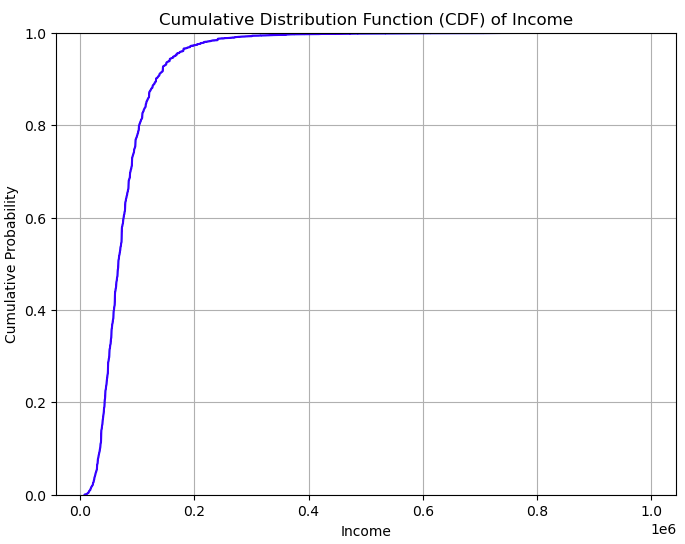 Cumulative Distribution Function (CDF) of Income
1.0
0.8
0.6
0.4
0.2
0.0
Cumulative Probability
0.0 0.2 0.4 0.6 0.8 1.0
1e6
Income